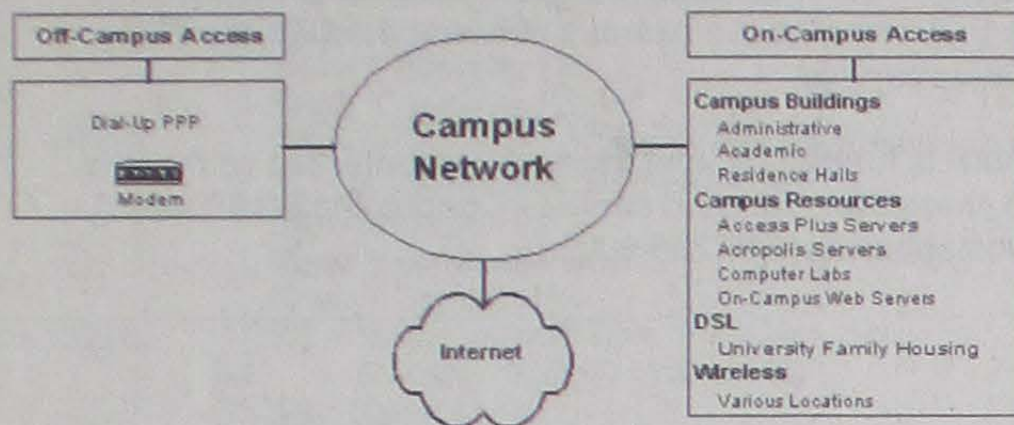 Off-Campus Access
Dial-Up PPP
Modem
Campus
Network
Internet
On-Campus Access
Campus Buildings
Administrative
Academic
Residence Halls
Campus Resources
Access Plus Servers
Acropolis Servers
Computer Labs
On-Campus Web Servers
DSL
University Family Housing
Wireless
Various Locations